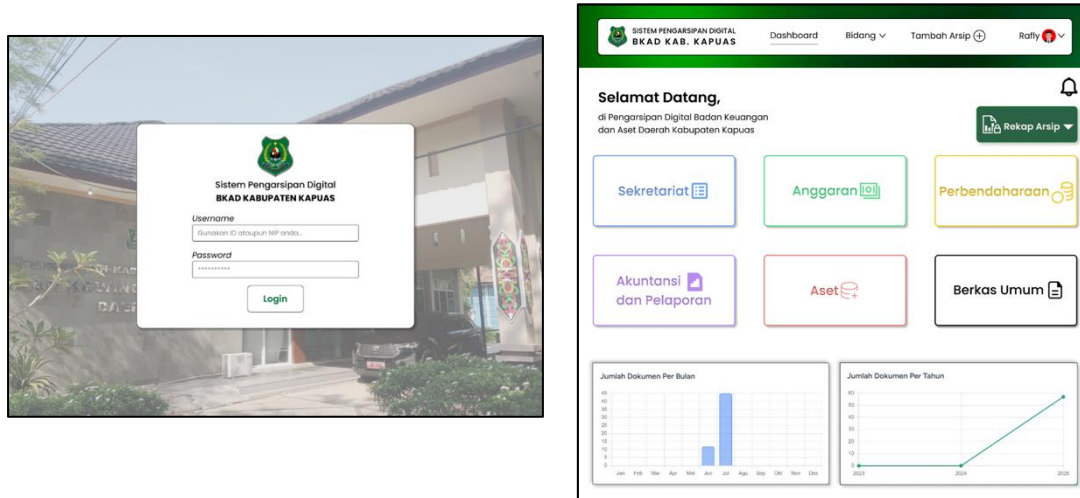 Sistem Pengarsipan Digital
BKAD KABUPATEN KAPUAS
Username
Gunakan ID ataupun NIP anda...
Password
**********
Login
SISTEM PENGARSIPAN DIGITAL
BKAD KAB. KAPUAS
Dashboard
Bidang
Tambah Arsip
Rafly
Selamat Datang,
di Pengarsipan Digital Badan Keuangan
dan Aset Daerah Kabupaten Kapuas
Rekap Arsip
Sekretariat
Anggaran
Perbendaharaan
Akuntansi
dan Pelaporan
Aset
Berkas Umum
Jumlah Dokumen Per Bulan
45
40
35
30
25
20
15
10
5
0
Jan Feb Mar Apr Mei Jun Jul Agu Sep Okt Nov Des
Jumlah Dokumen Per Tahun
60
50
40
30
20
10
0
2023 2024 2025